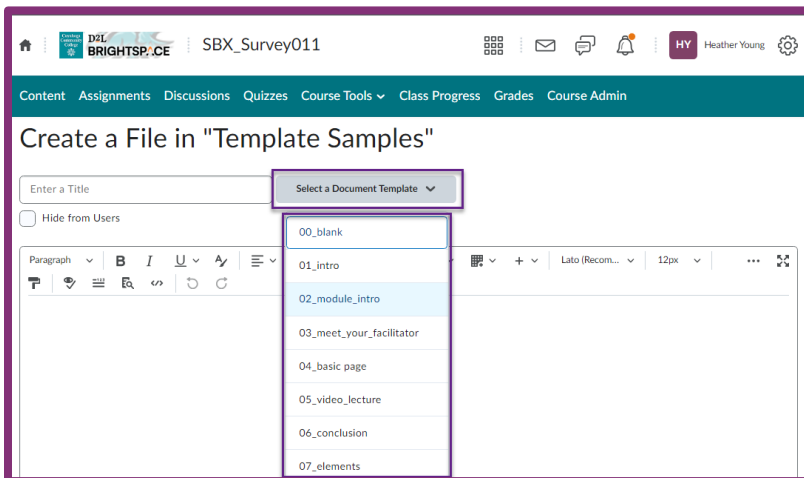 D2L
BRIGHTSPACE
SBX_Survey011
HY
Heather Young
Content Assignments Discussions Quizzes Course Tools Class Progress Grades Course Admin
Create a File in "Template Samples"
Enter a Title
Select a Document Template
Hide from Users
00_blank
01_intro
02_module_intro
03_meet_your_facilitator
04_basic page
05_video_lecture
06_conclusion
07_elements
Paragraph B I U A Lato (Recom... 12px ...